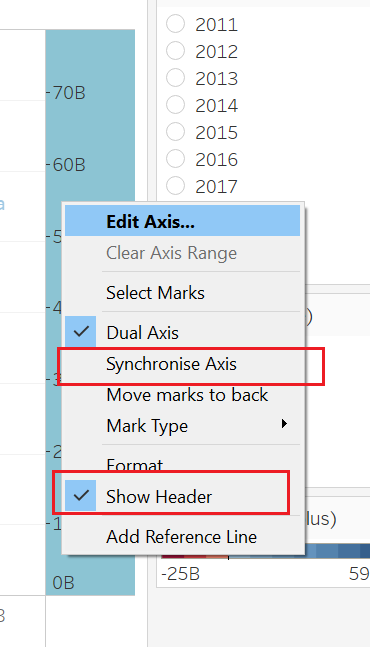 2011
2012
2013
2014
2015
2016
2017
-70B
-60B
a
-5
-4
-3
-2
-1
0B
B
Edit Axis...
Clear Axis Range
Select Marks
Dual Axis
Synchronise Axis
Move marks to back
Mark Type
Format
Show Header
Add Reference Line
)
lus)
-25B
59